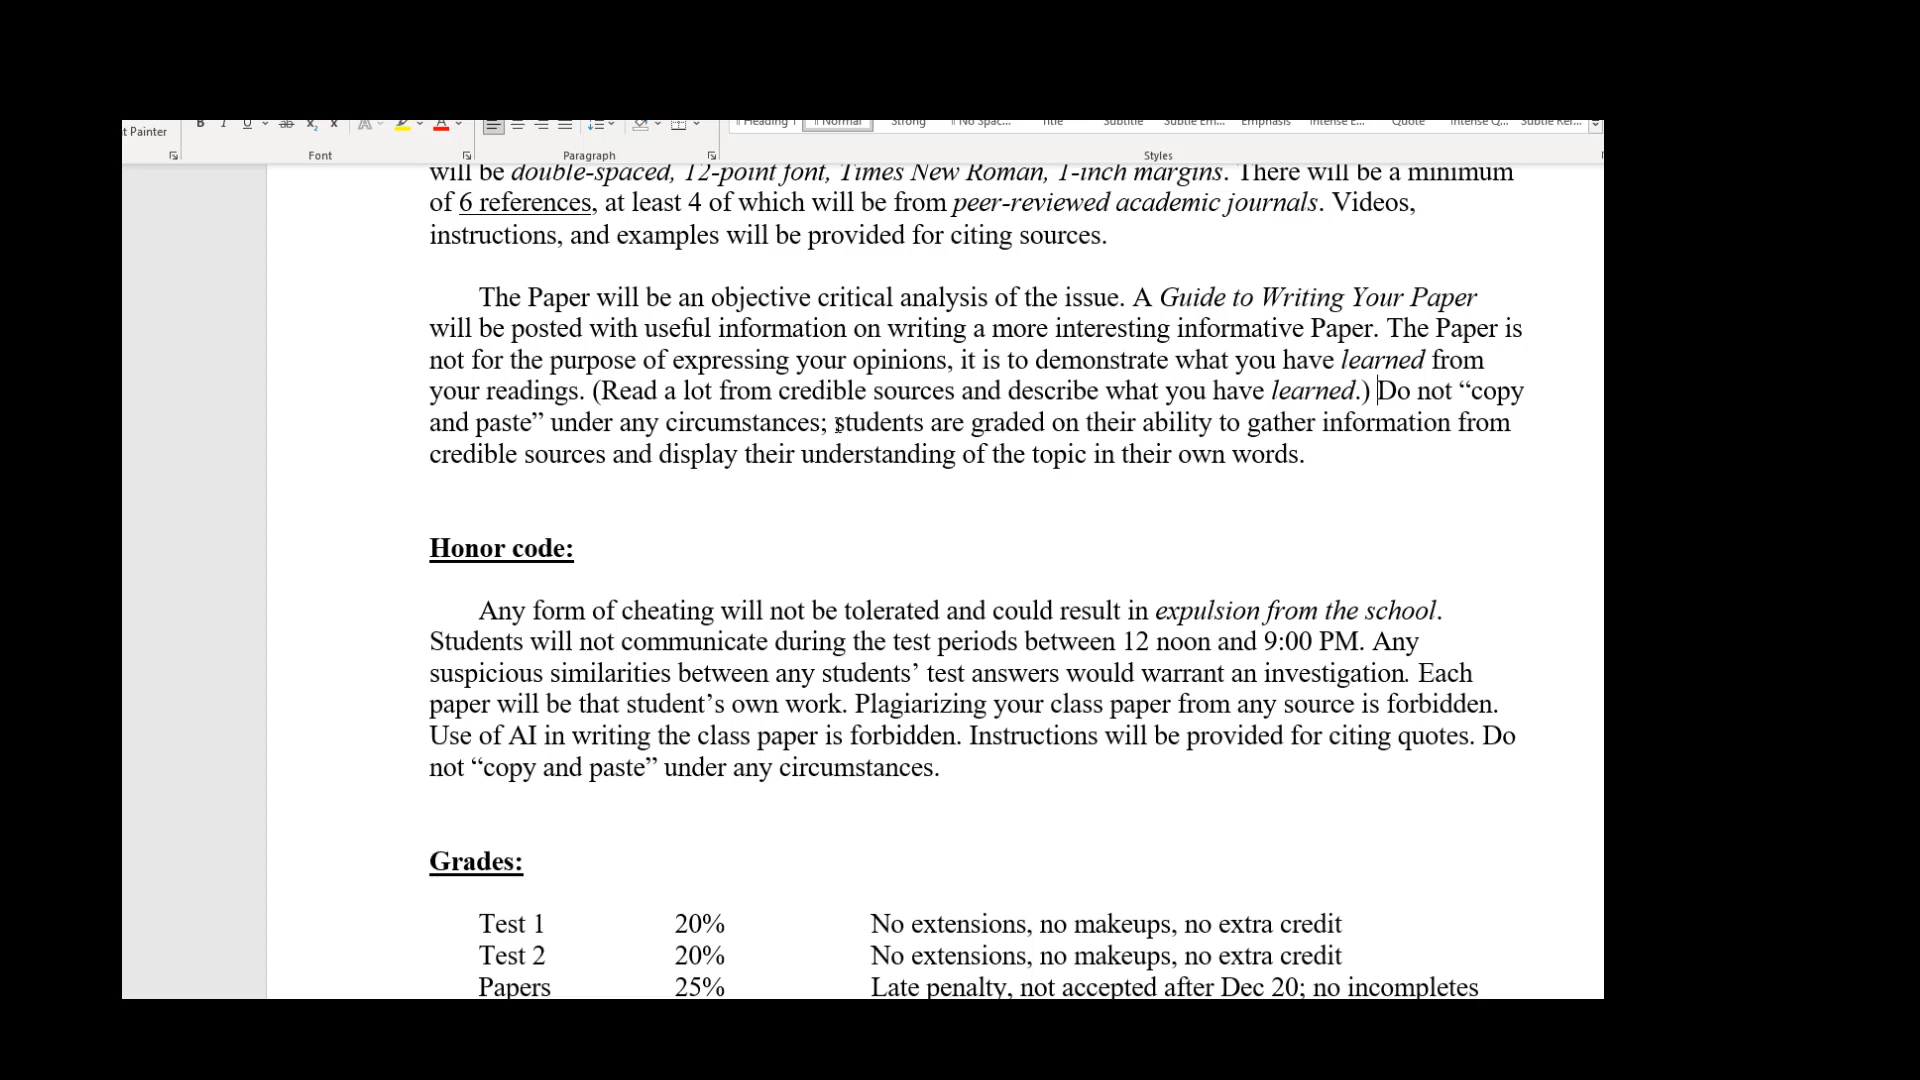 t Painter
B I U ab x x A A
Heading 1 Normal Strong No Spac... Title Subtitle Subtle Em... Emphasis Intense E... Quote Intense Q... Subtle Ref...
Font Paragraph Styles
will be double-spaced, 12-point font, Times New Roman, 1-inch margins. There will be a minimum
of 6 references, at least 4 of which will be from peer-reviewed academic journals. Videos,
instructions, and examples will be provided for citing sources.
The Paper will be an objective critical analysis of the issue. A Guide to Writing Your Paper
will be posted with useful information on writing a more interesting informative Paper. The Paper is
not for the purpose of expressing your opinions, it is to demonstrate what you have learned from
your readings. (Read a lot from credible sources and describe what you have learned.) Do not “copy
and paste” under any circumstances; students are graded on their ability to gather information from
credible sources and display their understanding of the topic in their own words.
Honor code:
Any form of cheating will not be tolerated and could result in expulsion from the school.
Students will not communicate during the test periods between 12 noon and 9:00 PM. Any
suspicious similarities between any students’ test answers would warrant an investigation. Each
paper will be that student’s own work. Plagiarizing your class paper from any source is forbidden.
Use of AI in writing the class paper is forbidden. Instructions will be provided for citing quotes. Do
not “copy and paste” under any circumstances.
Grades:
Test 1 20% No extensions, no makeups, no extra credit
Test 2 20% No extensions, no makeups, no extra credit
Papers 25% Late penalty, not accepted after Dec 20; no incompletes